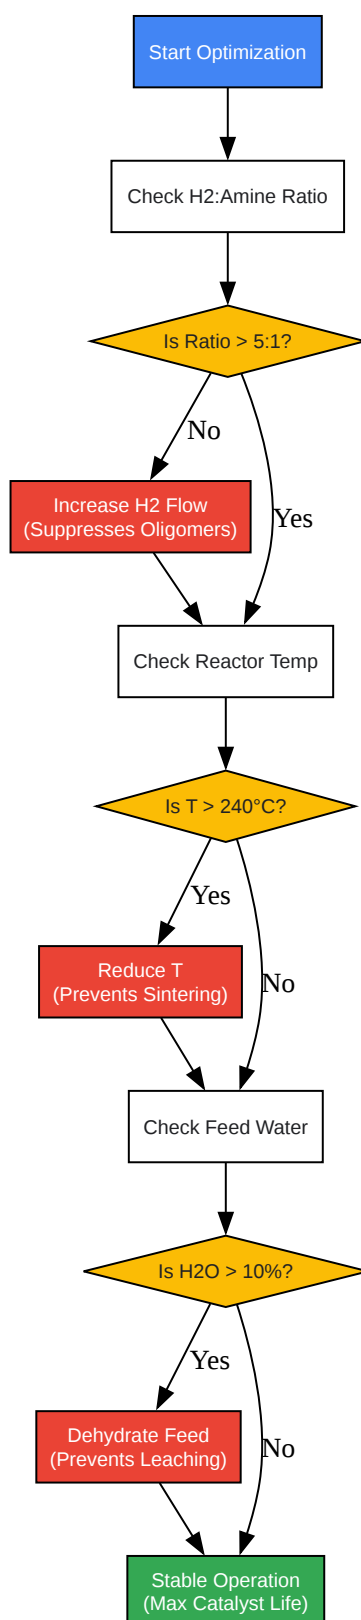 Start Optimization
Check H2:Amine Ratio
Is Ratio > 5:1?
No
Increase H2 Flow
(Suppresses Oligomers)
Yes
Check Reactor Temp
Is T > 240°C?
Yes
Reduce T
(Prevents Sintering)
No
Check Feed Water
Is H2O > 10%?
Yes
Dehydrate Feed
(Prevents Leaching)
No
Stable Operation
(Max Catalyst Life)